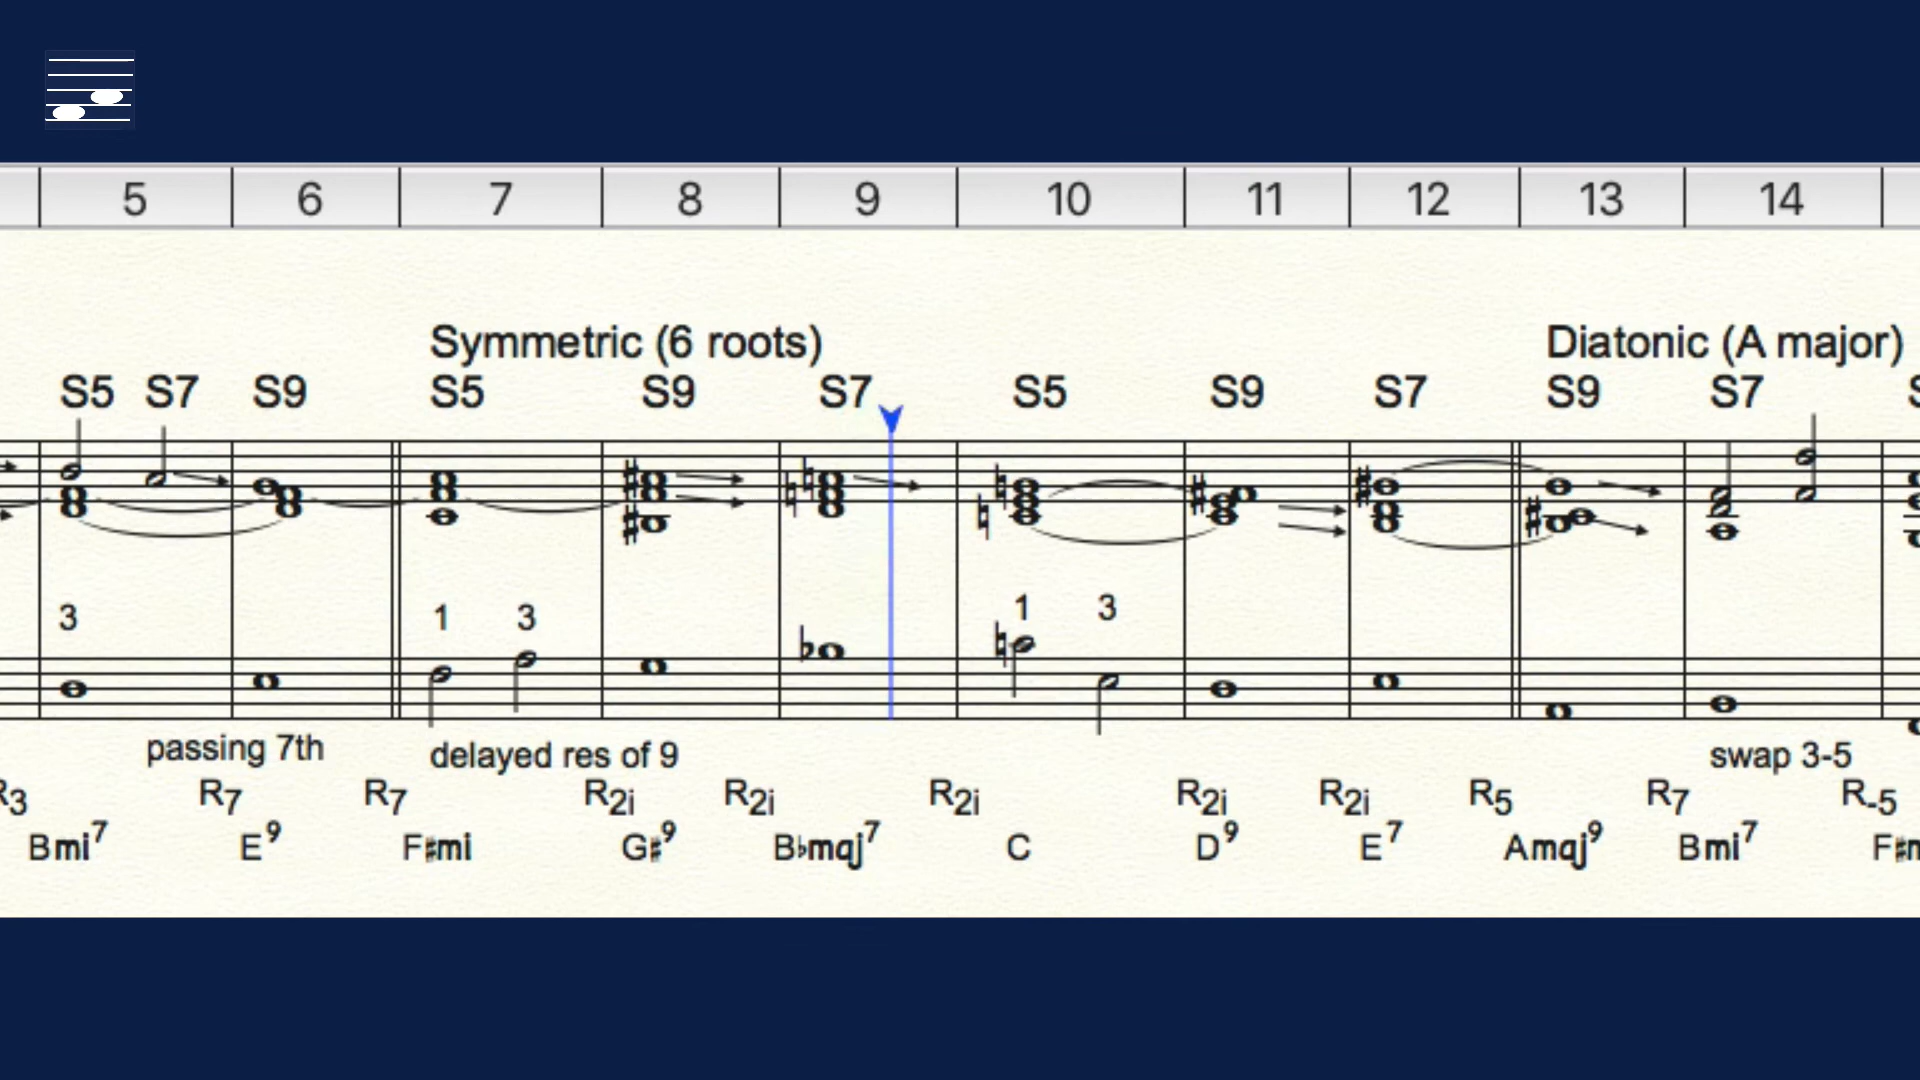 5 6 7 8 9 10 11 12 13 14
Symmetric (6 roots) Diatonic (A major)
S5 S7 S9 S5 S9 S7 S5 S9 S7 S9 S7
3 1 3 1 3
passing 7th delayed res of 9 swap 3-5
R3 R7 R7 R2i R2i R2i R2i R2i R5 R7 R-5
Bmi7 E9 F♯mi G♯9 B♭maj7 C D9 E7 Amaj9 Bmi7